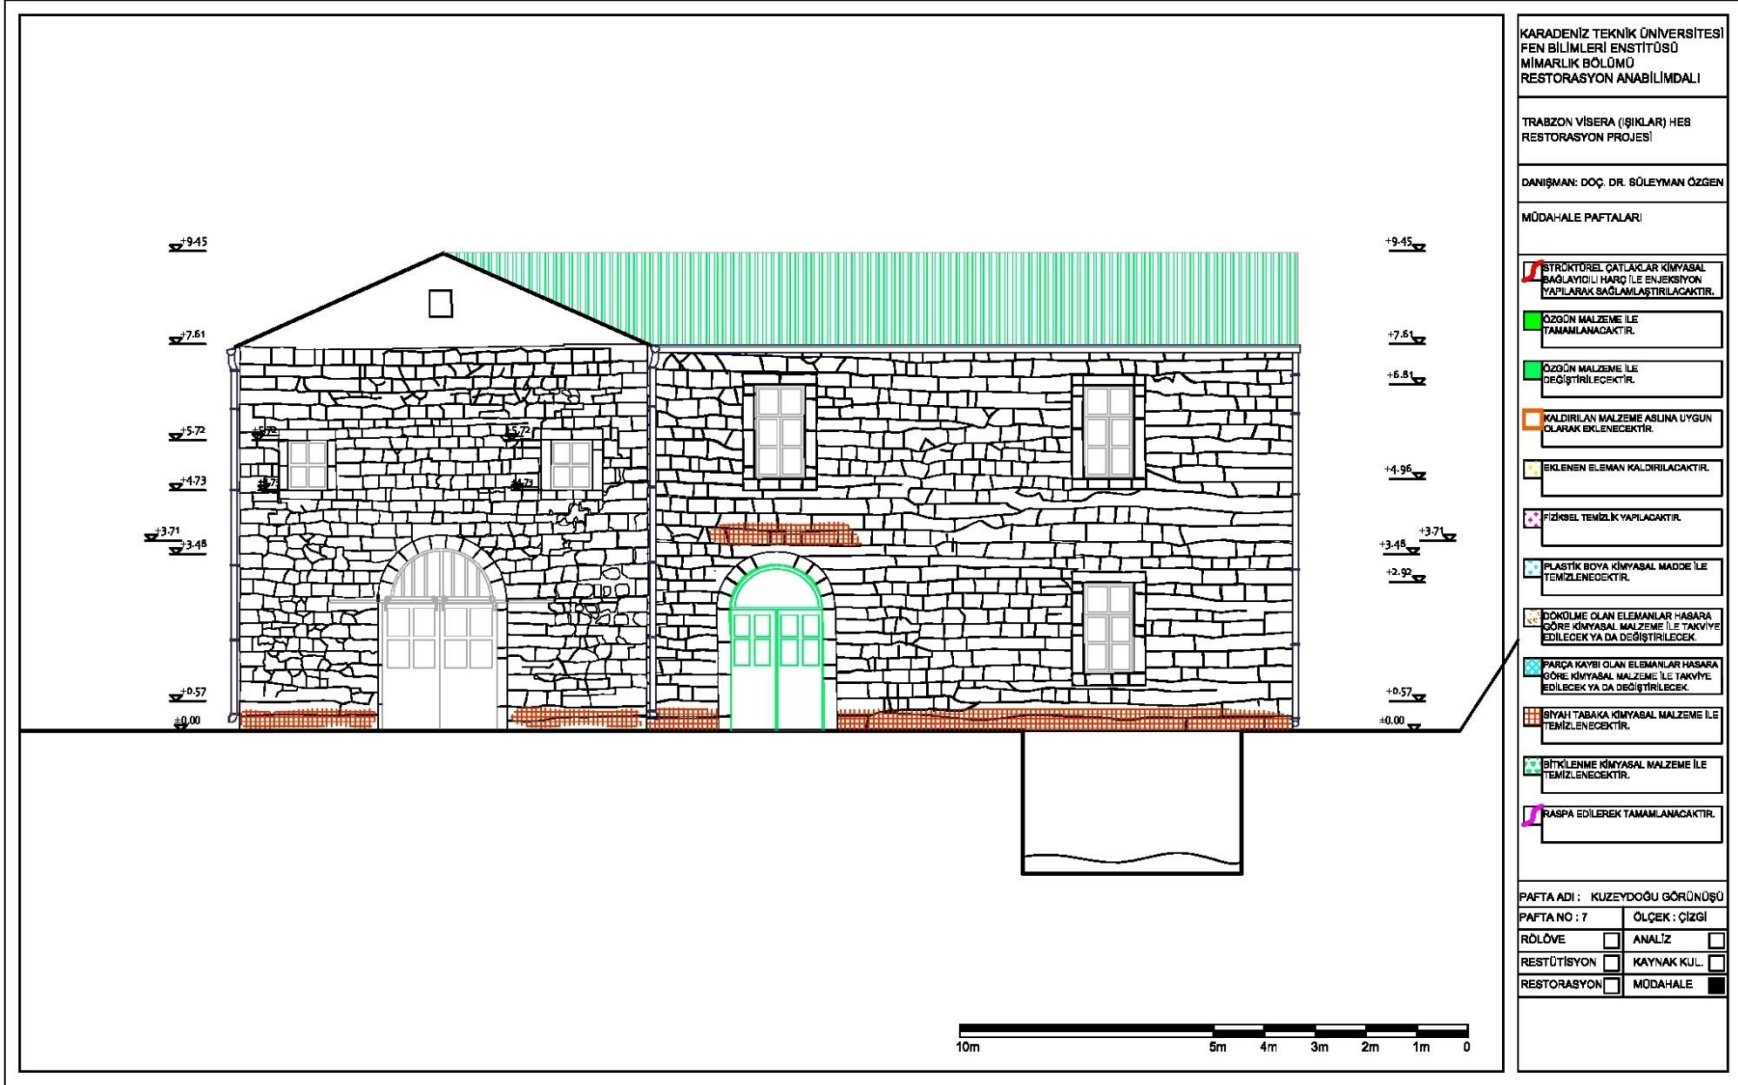 KARADENİZ TEKNİK ÜNİVERSİTESİ
FEN BİLİMLERİ ENSTİTÜSÜ
MİMARLIK BÖLÜMÜ
RESTORASYON ANABİLİMDALI
TRABZON VİSERA (IŞIKLAR) HES
RESTORASYON PROJESİ
DANIŞMAN: DOÇ. DR. SÜLEYMAN ÖZGEN
MÜDAHALE PAFTALARI
STRÜKTÜREL ÇATLAKLAR KİMYASAL
BAĞLAYICILI HARÇ İLE ENJEKSİYON
YAPILARAK SAĞLAMLAŞTIRILACAKTIR.
ÖZGÜN MALZEME İLE
TAMAMLANACAKTIR.
ÖZGÜN MALZEME İLE
DEĞİŞTİRİLECEKTİR.
KALDIRILAN MALZEME ASLINA UYGUN
OLARAK EKLENECEKTİR.
EKLENEN ELEMAN KALDIRILACAKTIR.
FİZİKSEL TEMİZLİK YAPILACAKTIR.
PLASTİK BOYA KİMYASAL MADDE İLE
TEMİZLENECEKTİR.
DÖKÜLME OLAN ELEMANLAR HASARA
GÖRE KİMYASAL MALZEME İLE TAKVİYE
EDİLECEK YA DA DEĞİŞTİRİLECEK.
PARÇA KAYBI OLAN ELEMANLAR HASARA
GÖRE KİMYASAL MALZEME İLE TAKVİYE
EDİLECEK YA DA DEĞİŞTİRİLECEK.
SİYAH TABAKA KİMYASAL MALZEME İLE
TEMİZLENECEKTİR.
BİTKİLENME KİMYASAL MALZEME İLE
TEMİZLENECEKTİR.
RASPA EDİLEREK TAMAMLANACAKTIR.
PAFTA ADI : KUZEYDOĞU GÖRÜNÜŞÜ
PAFTA NO : 7 ÖLÇEK : ÇİZGİ
RÖLÖVE ANALİZ
RESTÜTİSYON KAYNAK KUL.
RESTORASYON MÜDAHALE
+9.45
+7.61
+5.72
+4.73
+3.71
+3.48
+0.57
±0.00
+5.72
+5.72
+4.73
+9.45
+7.61
+6.81
+4.96
+3.71
+3.48
+2.92
+0.57
±0.00
10m 5m 4m 3m 2m 1m 0